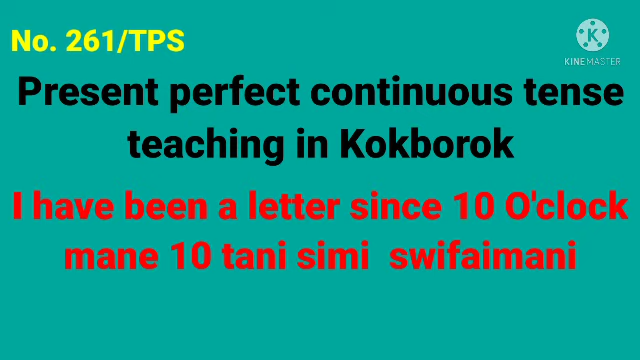 No. 261/TPS
K
KINEMASTER
Present perfect continuous tense
teaching in Kokborok
I have been a letter since 10 O'clock
mane 10 tani simi swifaimani